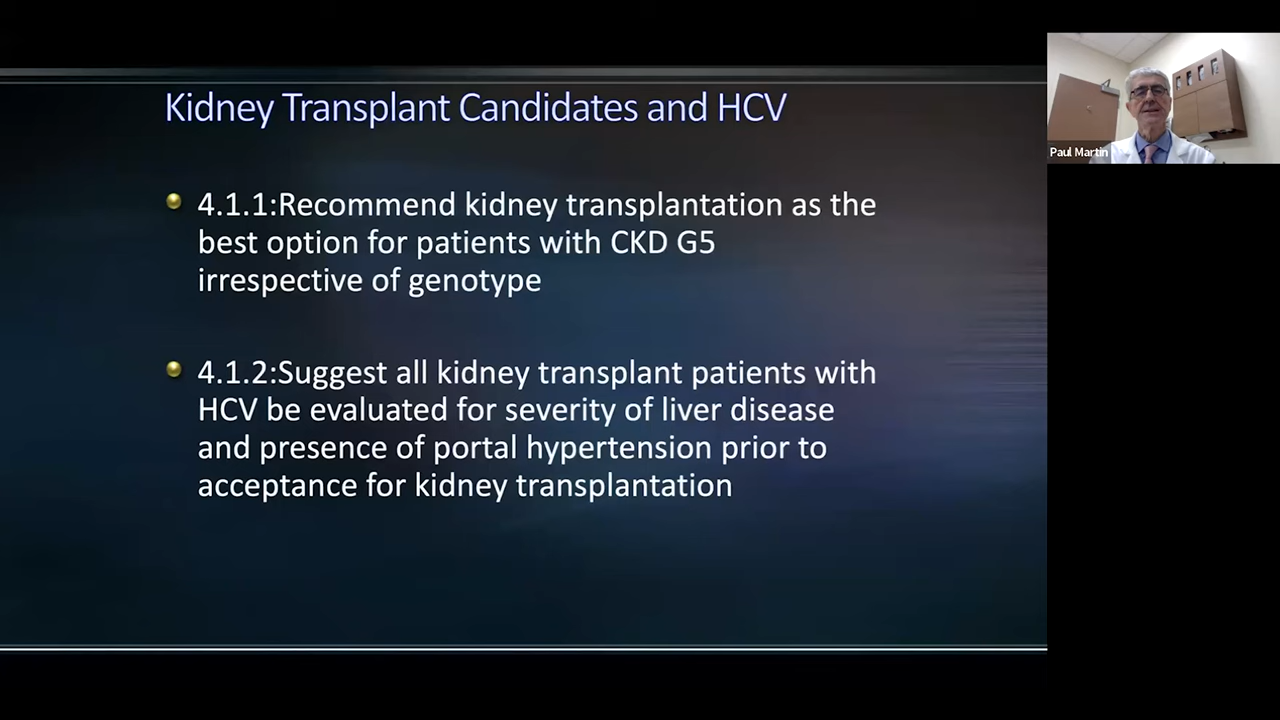 Kidney Transplant Candidates and HCV
4.1.1:Recommend kidney transplantation as the
best option for patients with CKD G5
irrespective of genotype
4.1.2:Suggest all kidney transplant patients with
HCV be evaluated for severity of liver disease
and presence of portal hypertension prior to
acceptance for kidney transplantation
Paul Martin